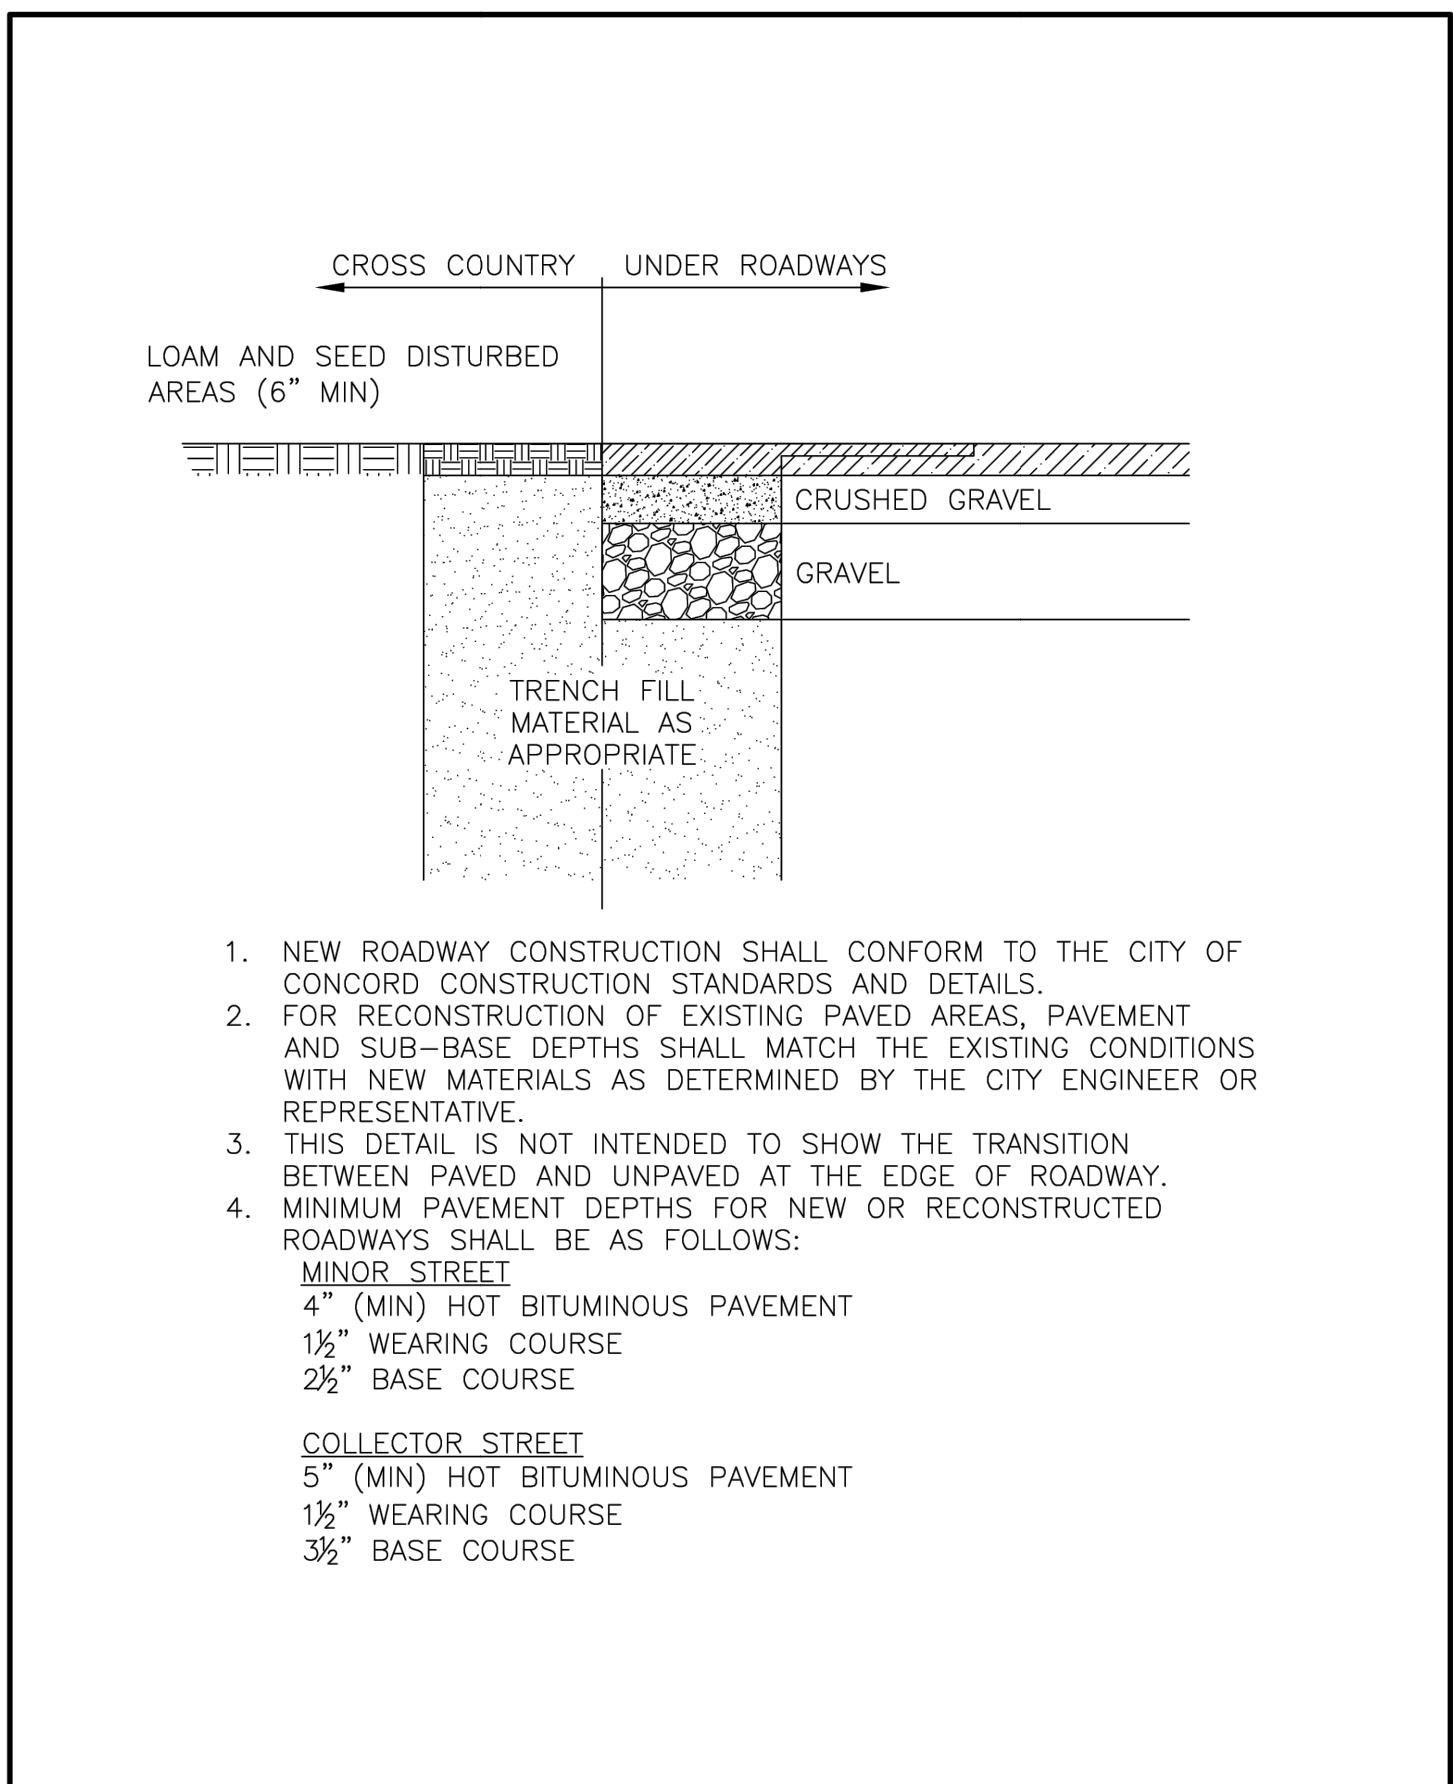 CROSS COUNTRY UNDER ROADWAYS
LOAM AND SEED DISTURBED
AREAS (6" MIN)
CRUSHED GRAVEL
GRAVEL
TRENCH FILL
MATERIAL AS
APPROPRIATE
1. NEW ROADWAY CONSTRUCTION SHALL CONFORM TO THE CITY OF
CONCORD CONSTRUCTION STANDARDS AND DETAILS.
2. FOR RECONSTRUCTION OF EXISTING PAVED AREAS, PAVEMENT
AND SUB-BASE DEPTHS SHALL MATCH THE EXISTING CONDITIONS
WITH NEW MATERIALS AS DETERMINED BY THE CITY ENGINEER OR
REPRESENTATIVE.
3. THIS DETAIL IS NOT INTENDED TO SHOW THE TRANSITION
BETWEEN PAVED AND UNPAVED AT THE EDGE OF ROADWAY.
4. MINIMUM PAVEMENT DEPTHS FOR NEW OR RECONSTRUCTED
ROADWAYS SHALL BE AS FOLLOWS:
MINOR STREET
4" (MIN) HOT BITUMINOUS PAVEMENT
1½" WEARING COURSE
2½" BASE COURSE
COLLECTOR STREET
5" (MIN) HOT BITUMINOUS PAVEMENT
1½" WEARING COURSE
3½" BASE COURSE